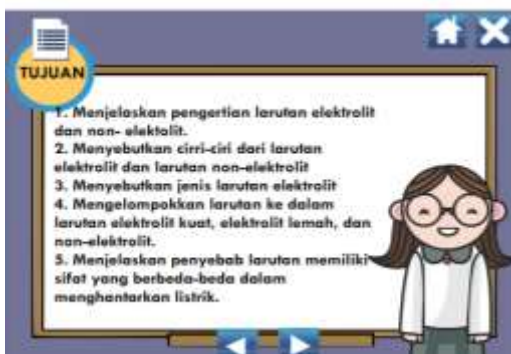 TUJUAN
1. Menjelaskan pengertian larutan elektrolit
dan non- elektolit.
2. Menyebutkan cirri-ciri dari larutan
elektrolit dan larutan non-elektrolit
3. Menyebutkan jenis larutan elektrolit
4. Mengelompokkan larutan ke dalam
larutan elektrolit kuat, elektrolit lemah, dan
non-elektrolit.
5. Menjelaskan penyebab larutan memiliki
sifat yang berbeda-beda dalam
menghantarkan listrik.